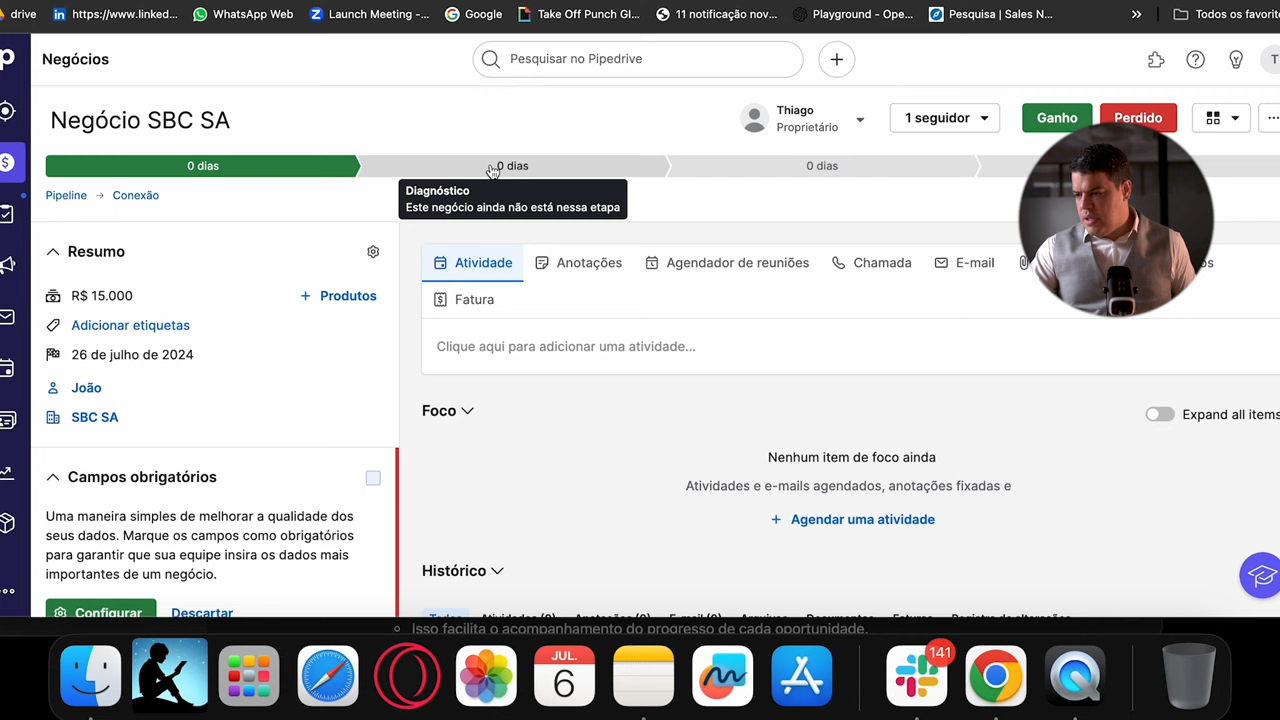 drive
https://www.linked...
WhatsApp Web
Launch Meeting -...
Google
Take Off Punch Gl...
11 notificação nov...
Playground - Ope...
Pesquisa | Sales N...
Todos os favorit
Negócios
Pesquisar no Pipedrive
T
Negócio SBC SA
Thiago
Proprietário
1 seguidor
Ganho
Perdido
0 dias
0 dias
0 dias
Diagnóstico
Este negócio ainda não está nessa etapa
Pipeline → Conexão
Resumo
R$ 15.000
+ Produtos
Adicionar etiquetas
26 de julho de 2024
João
SBC SA
Atividade
Anotações
Agendador de reuniões
Chamada
E-mail
os
Fatura
Clique aqui para adicionar uma atividade...
Foco
Expand all items
Nenhum item de foco ainda
Atividades e e-mails agendados, anotações fixadas e
+ Agendar uma atividade
Campos obrigatórios
Uma maneira simples de melhorar a qualidade dos
seus dados. Marque os campos como obrigatórios
para garantir que sua equipe insira os dados mais
importantes de um negócio.
Configurar
Descartar
Histórico
Isso facilita o acompanhamento do progresso de cada oportunidade.
JUL.
6
141